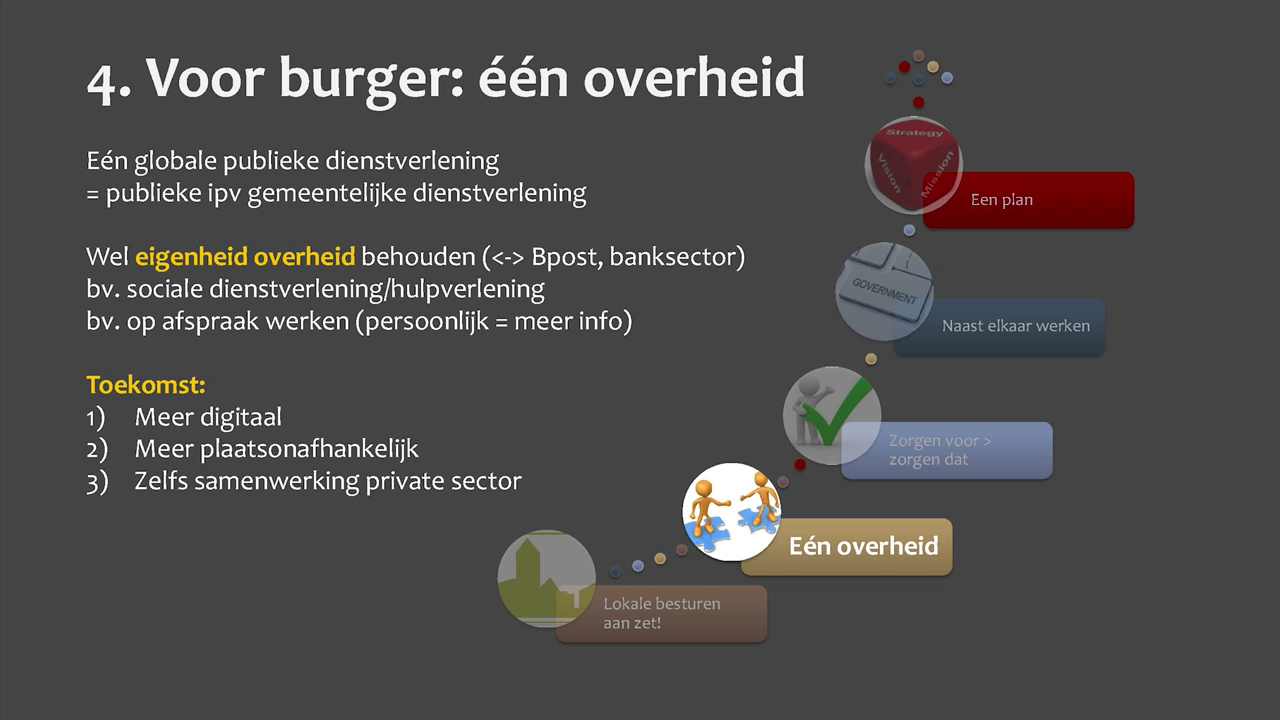 4. Voor burger: één overheid
Eén globale publieke dienstverlening
= publieke ipv gemeentelijke dienstverlening
Wel eigenheid overheid behouden (<-> Bpost, banksector)
bv. sociale dienstverlening/hulpverlening
bv. op afspraak werken (persoonlijk = meer info)
Toekomst:
1) Meer digitaal
2) Meer plaatsonafhankelijk
3) Zelfs samenwerking private sector
Strategy
Vision
Mission
Een plan
GOVERNMENT
Naast elkaar werken
Zorgen voor >
zorgen dat
Eén overheid
Lokale besturen
aan zet!